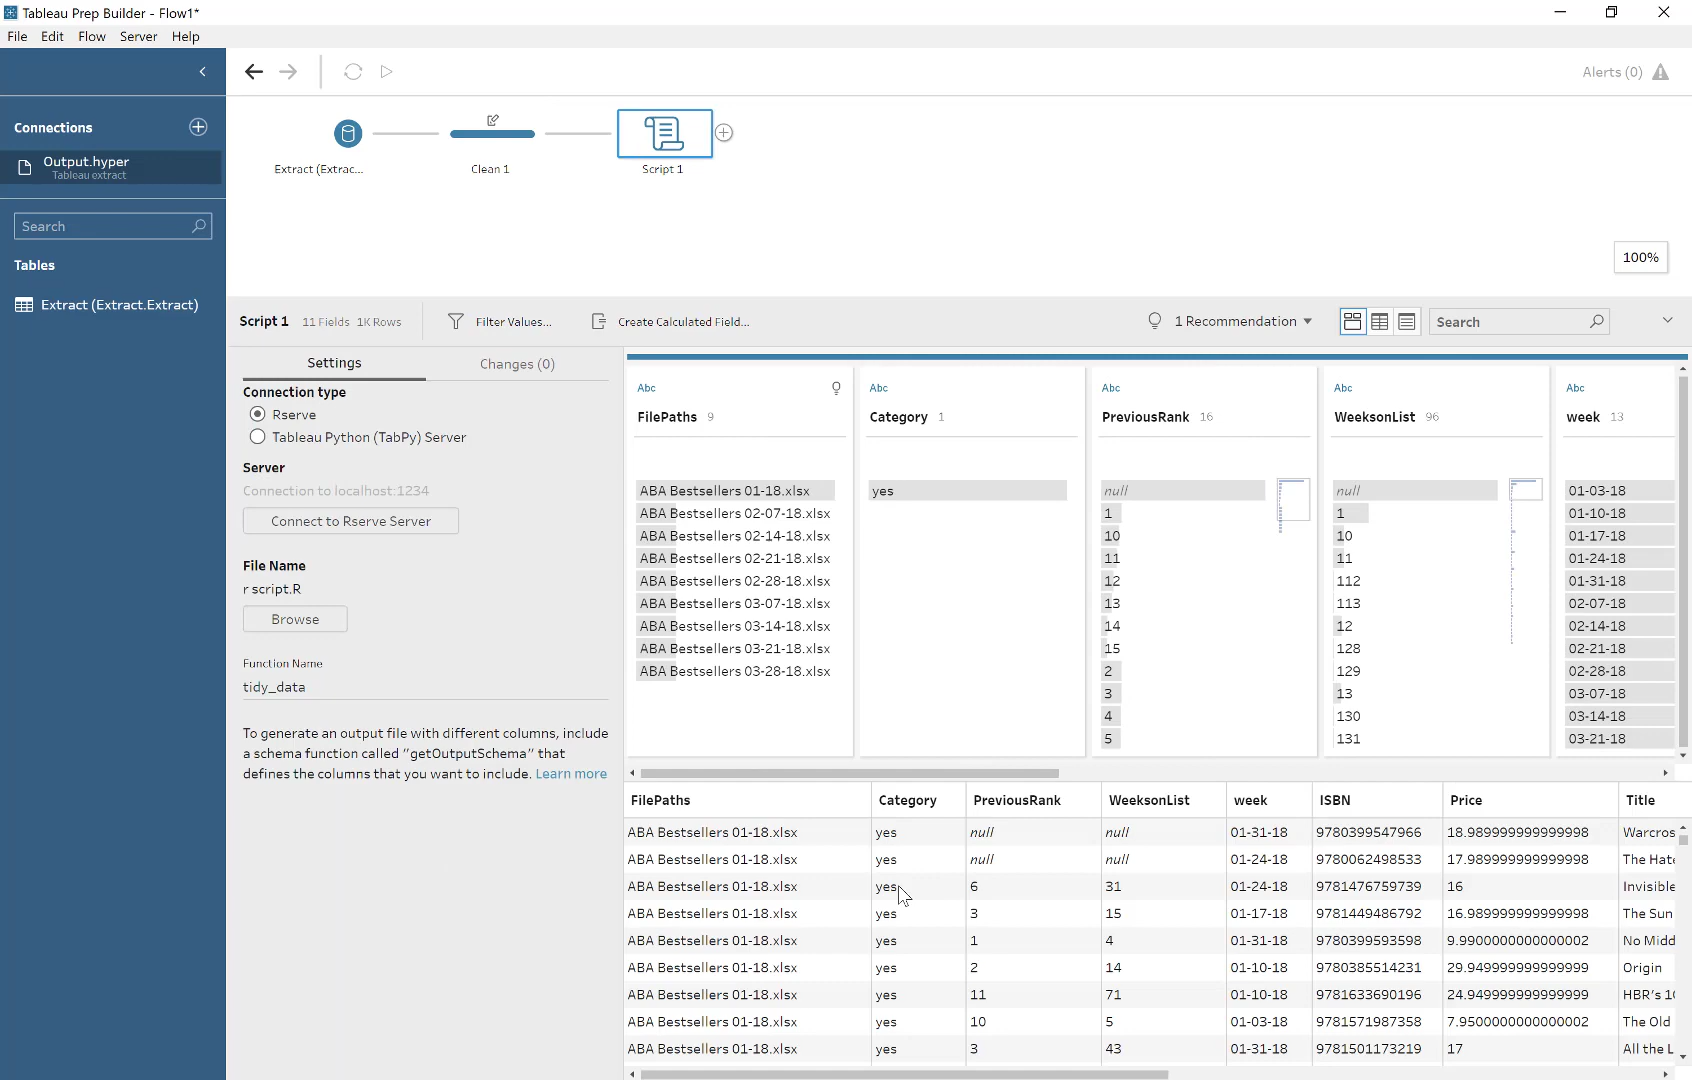 Tableau Prep Builder - Flow1*
File Edit Flow Server Help
Alerts (0)
Connections
Output.hyper
Tableau extract
Search
Tables
Extract (Extract.Extract)
Extract (Extrac... Clean 1 Script 1
100%
Script 1 11 Fields 1K Rows Filter Values... Create Calculated Field... 1 Recommendation Search
Settings Changes (0)
Connection type
Rserve
Tableau Python (TabPy) Server
Server
Connection to localhost:1234
Connect to Rserve Server
File Name
r script.R
Browse
Function Name
tidy_data
To generate an output file with different columns, include
a schema function called "getOutputSchema" that
defines the columns that you want to include. Learn more
Abc Abc Abc Abc Abc
FilePaths 9 Category 1 PreviousRank 16 WeeksonList 96 week 13
ABA Bestsellers 01-18.xlsx yes null null 01-03-18
ABA Bestsellers 02-07-18.xlsx 1 1 01-10-18
ABA Bestsellers 02-14-18.xlsx 10 10 01-17-18
ABA Bestsellers 02-21-18.xlsx 11 11 01-24-18
ABA Bestsellers 02-28-18.xlsx 12 112 01-31-18
ABA Bestsellers 03-07-18.xlsx 13 113 02-07-18
ABA Bestsellers 03-14-18.xlsx 14 12 02-14-18
ABA Bestsellers 03-21-18.xlsx 15 128 02-21-18
ABA Bestsellers 03-28-18.xlsx 2 129 02-28-18
3 13 03-07-18
4 130 03-14-18
5 131 03-21-18
FilePaths Category PreviousRank WeeksonList week ISBN Price Title
ABA Bestsellers 01-18.xlsx yes null null 01-31-18 9780399547966 18.989999999999998 Warcros
ABA Bestsellers 01-18.xlsx yes null null 01-24-18 9780062498533 17.989999999999998 The Hate
ABA Bestsellers 01-18.xlsx yes 6 31 01-24-18 9781476759739 16 Invisible
ABA Bestsellers 01-18.xlsx yes 3 15 01-17-18 9781449486792 16.989999999999998 The Sun
ABA Bestsellers 01-18.xlsx yes 1 4 01-31-18 9780399593598 9.9900000000000002 No Midd
ABA Bestsellers 01-18.xlsx yes 2 14 01-10-18 9780385514231 29.949999999999999 Origin
ABA Bestsellers 01-18.xlsx yes 11 71 01-10-18 9781633690196 24.949999999999999 HBR's 10
ABA Bestsellers 01-18.xlsx yes 10 5 01-03-18 9781571987358 7.9500000000000002 The Old
ABA Bestsellers 01-18.xlsx yes 3 43 01-31-18 9781501173219 17 All the L